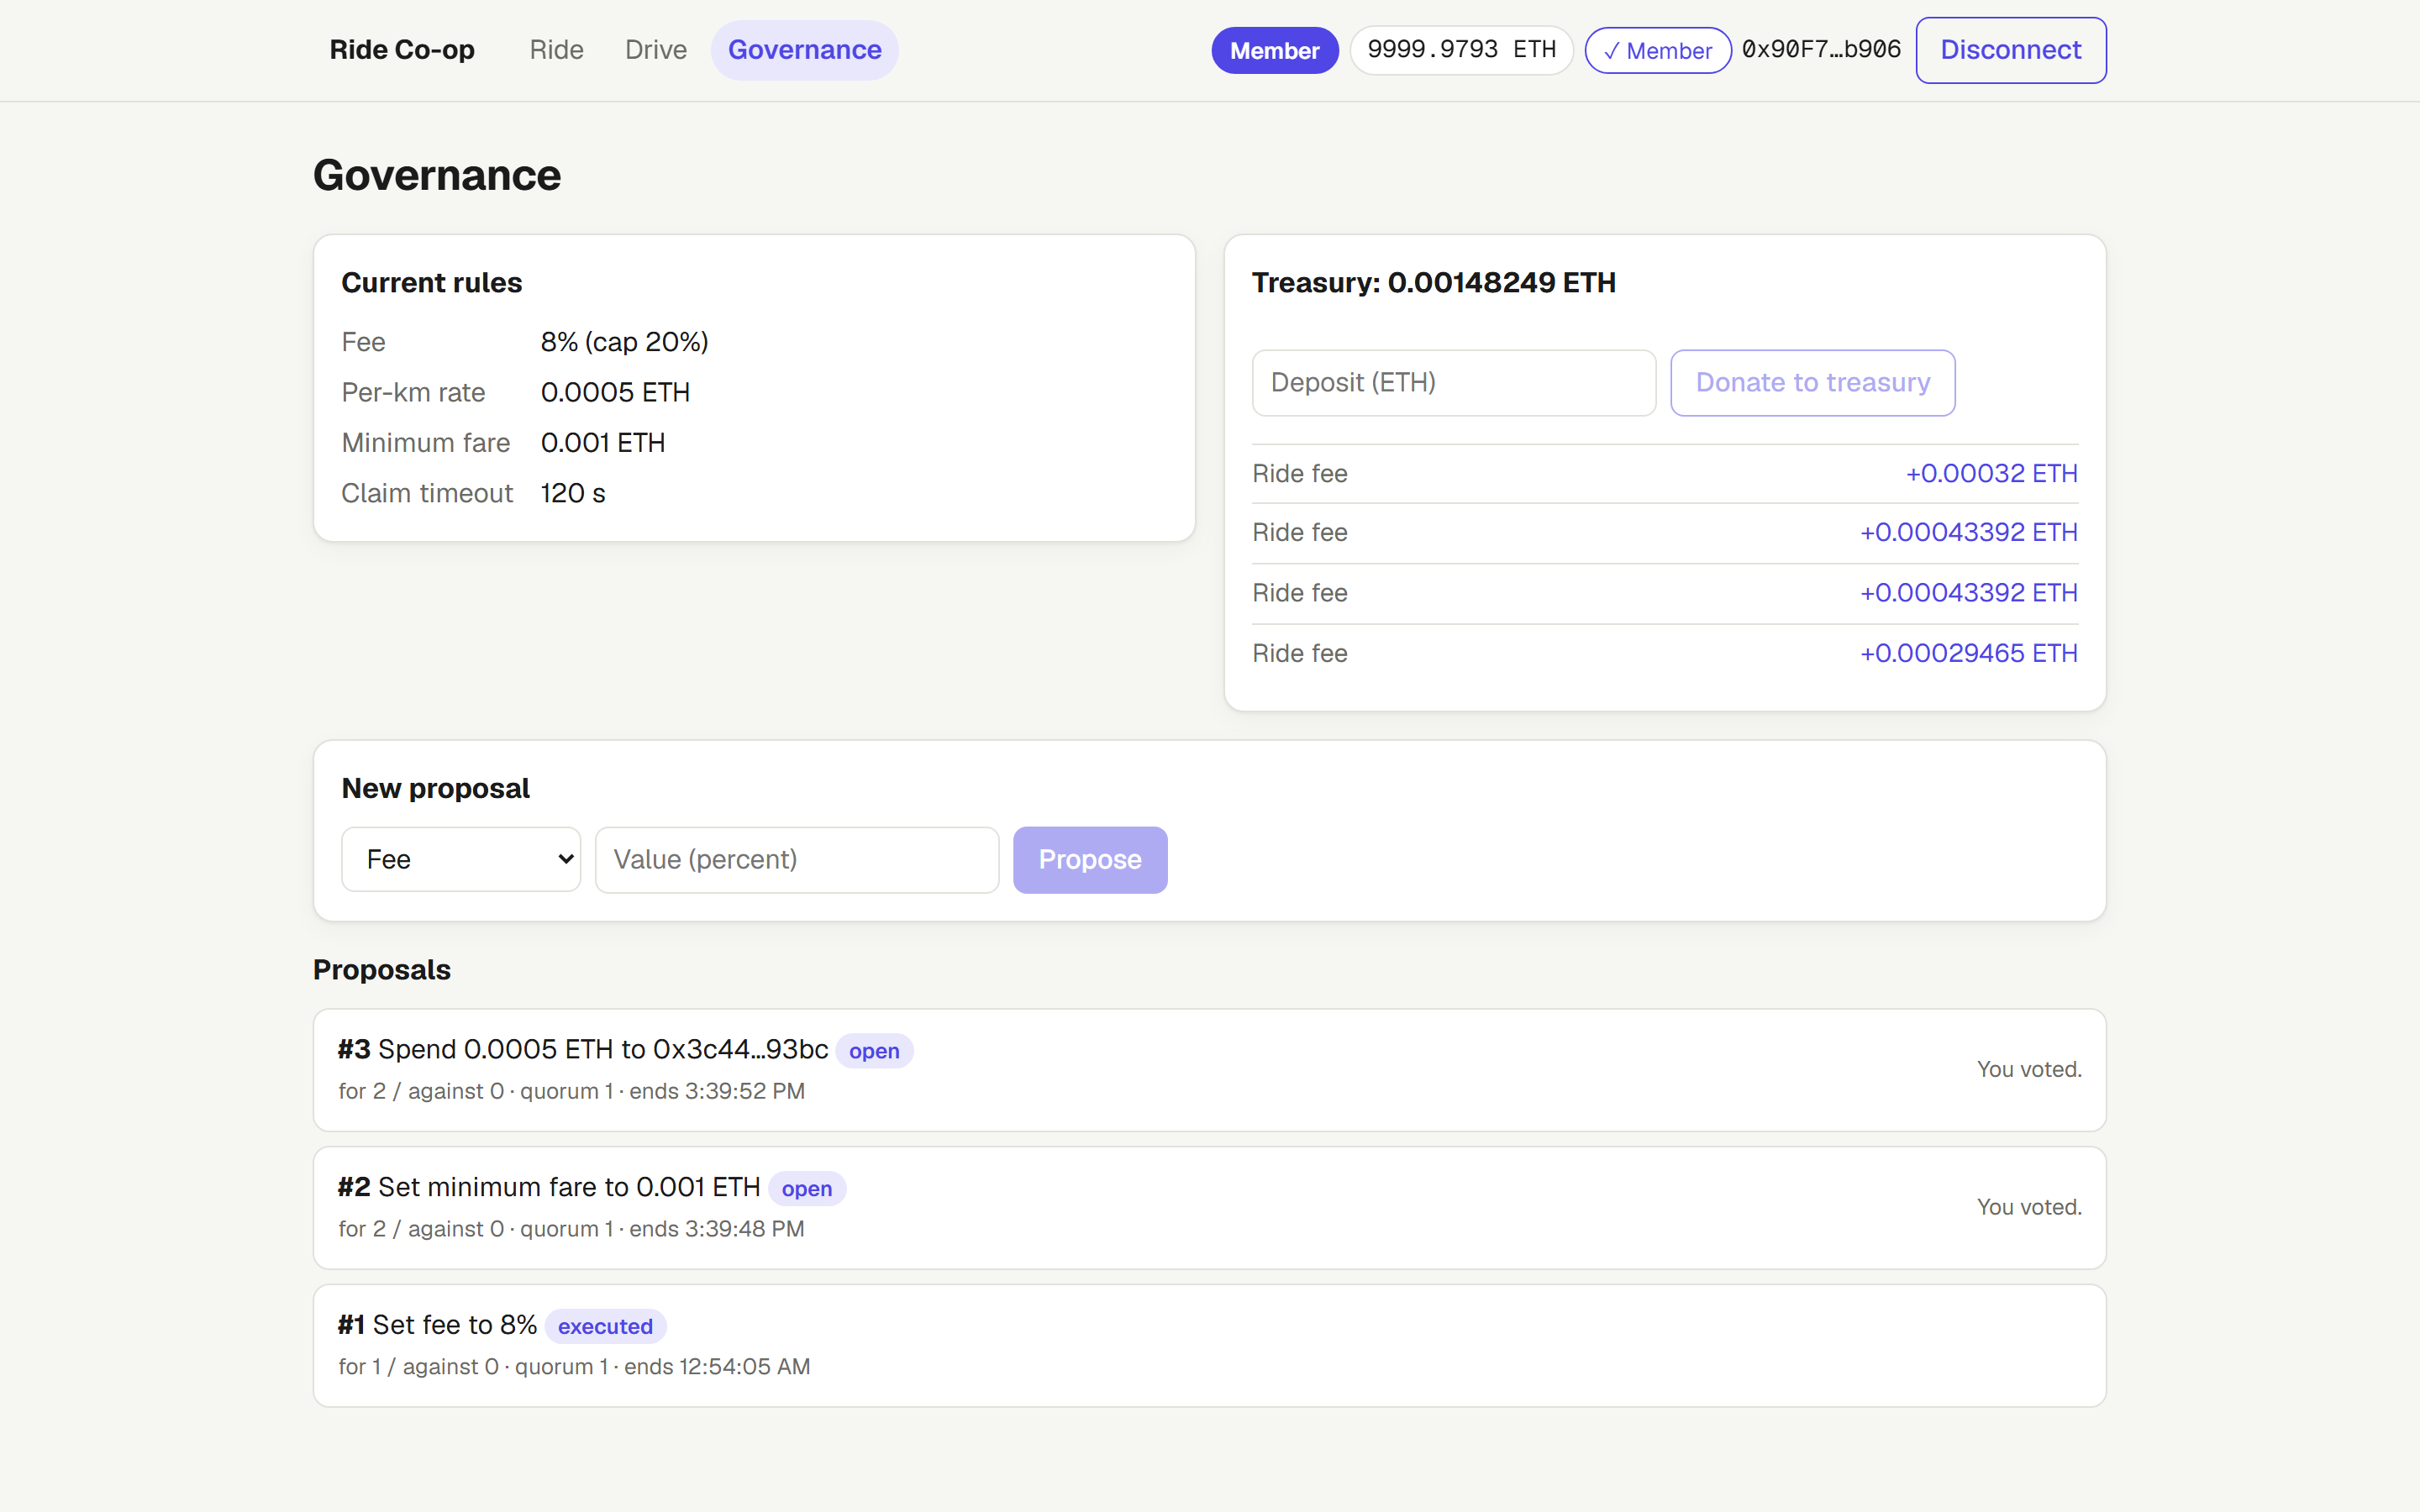 Ride Co-op Ride Drive Governance Member 9999.9793 ETH ✓ Member 0x90F7…b906 Disconnect
Governance
Current rules
Fee 8% (cap 20%)
Per-km rate 0.0005 ETH
Minimum fare 0.001 ETH
Claim timeout 120 s
Treasury: 0.00148249 ETH
Deposit (ETH) Donate to treasury
Ride fee +0.00032 ETH
Ride fee +0.00043392 ETH
Ride fee +0.00043392 ETH
Ride fee +0.00029465 ETH
New proposal
Fee Value (percent) Propose
Proposals
#3 Spend 0.0005 ETH to 0x3c44…93bc open
for 2 / against 0 · quorum 1 · ends 3:39:52 PM
You voted.
#2 Set minimum fare to 0.001 ETH open
for 2 / against 0 · quorum 1 · ends 3:39:48 PM
You voted.
#1 Set fee to 8% executed
for 1 / against 0 · quorum 1 · ends 12:54:05 AM